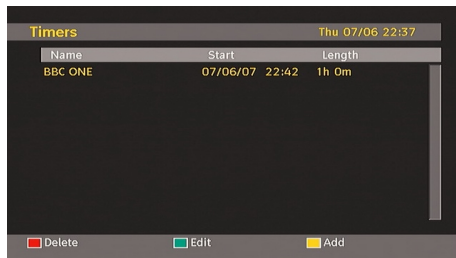 Timers Thu 07/06 22:37
Name Start Length
BBC ONE 07/06/07 22:42 1h 0m
Delete Edit Add